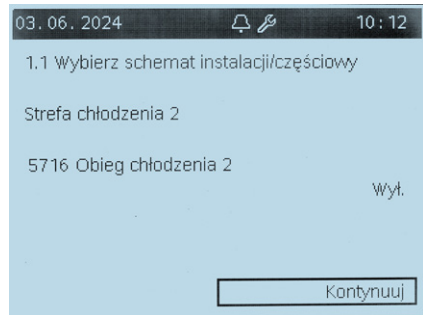 03.06.2024 10:12
1.1 Wybierz schemat instalacji/częściowy
Strefa chłodzenia 2
5716 Obieg chłodzenia 2
Wył.
Kontynuuj